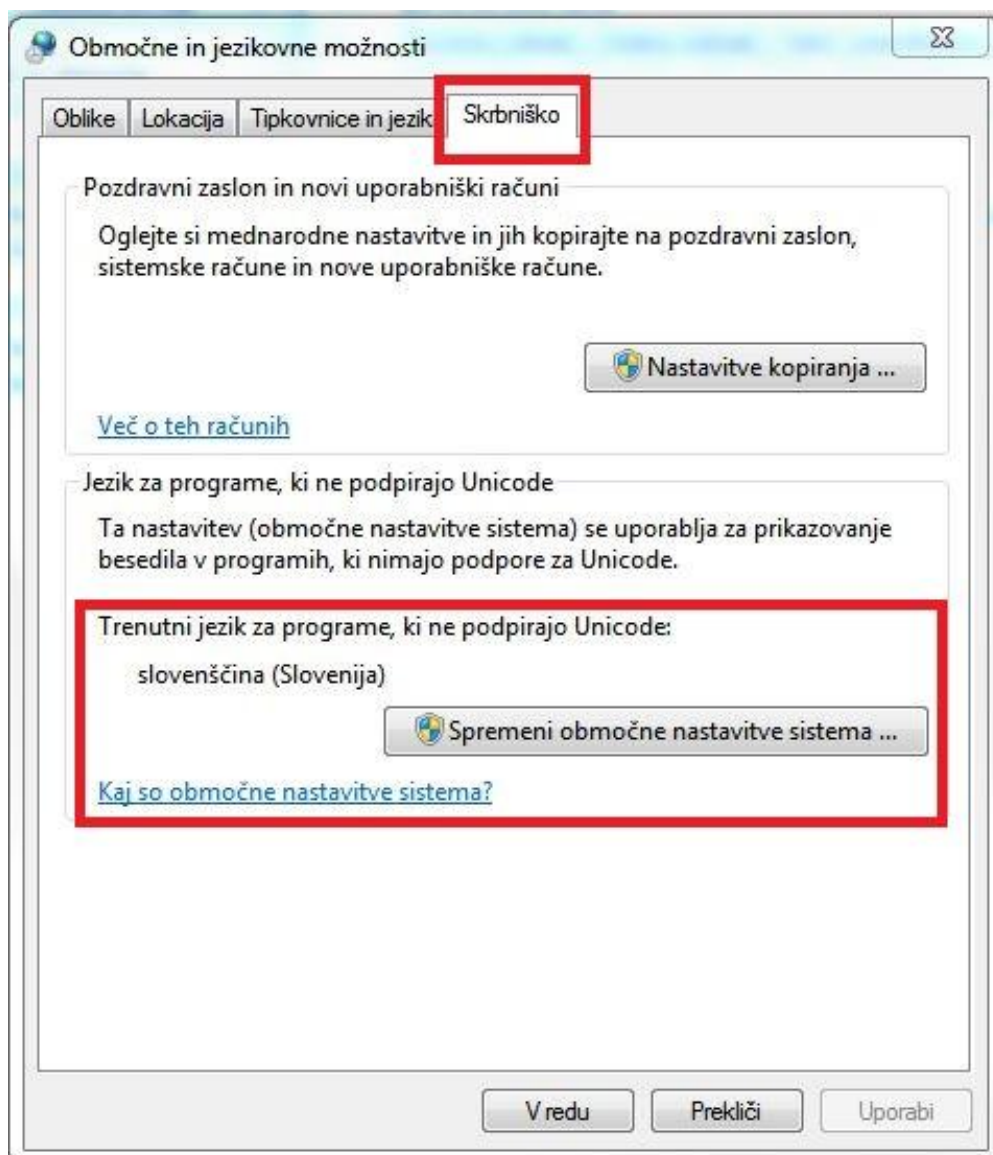 Območne in jezikovne možnosti
Oblike Lokacija Tipkovnice in jezik Skrbniško
Pozdravni zaslon in novi uporabniški računi
Oglejte si mednarodne nastavitve in jih kopirajte na pozdravni zaslon,
sistemske račune in nove uporabniške račune.
Nastavitve kopiranja ...
Več o teh računih
Jezik za programe, ki ne podpirajo Unicode
Ta nastavitev (območne nastavitve sistema) se uporablja za prikazovanje
besedila v programih, ki nimajo podpore za Unicode.
Trenutni jezik za programe, ki ne podpirajo Unicode:
slovenščina (Slovenija)
Spremeni območne nastavitve sistema ...
Kaj so območne nastavitve sistema?
V redu Prekliči Uporabi